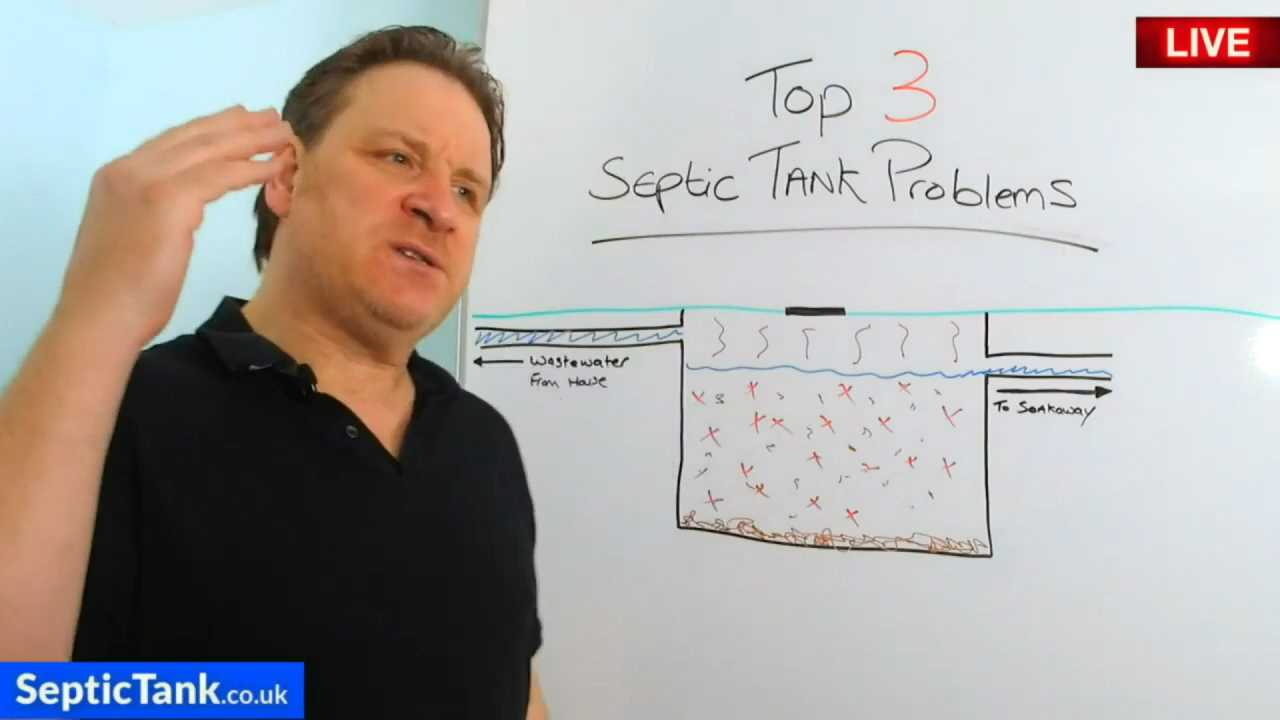 LIVE
Top 3
Septic Tank Problems
Wastewater
From House
To Soakaway
SepticTank.co.uk